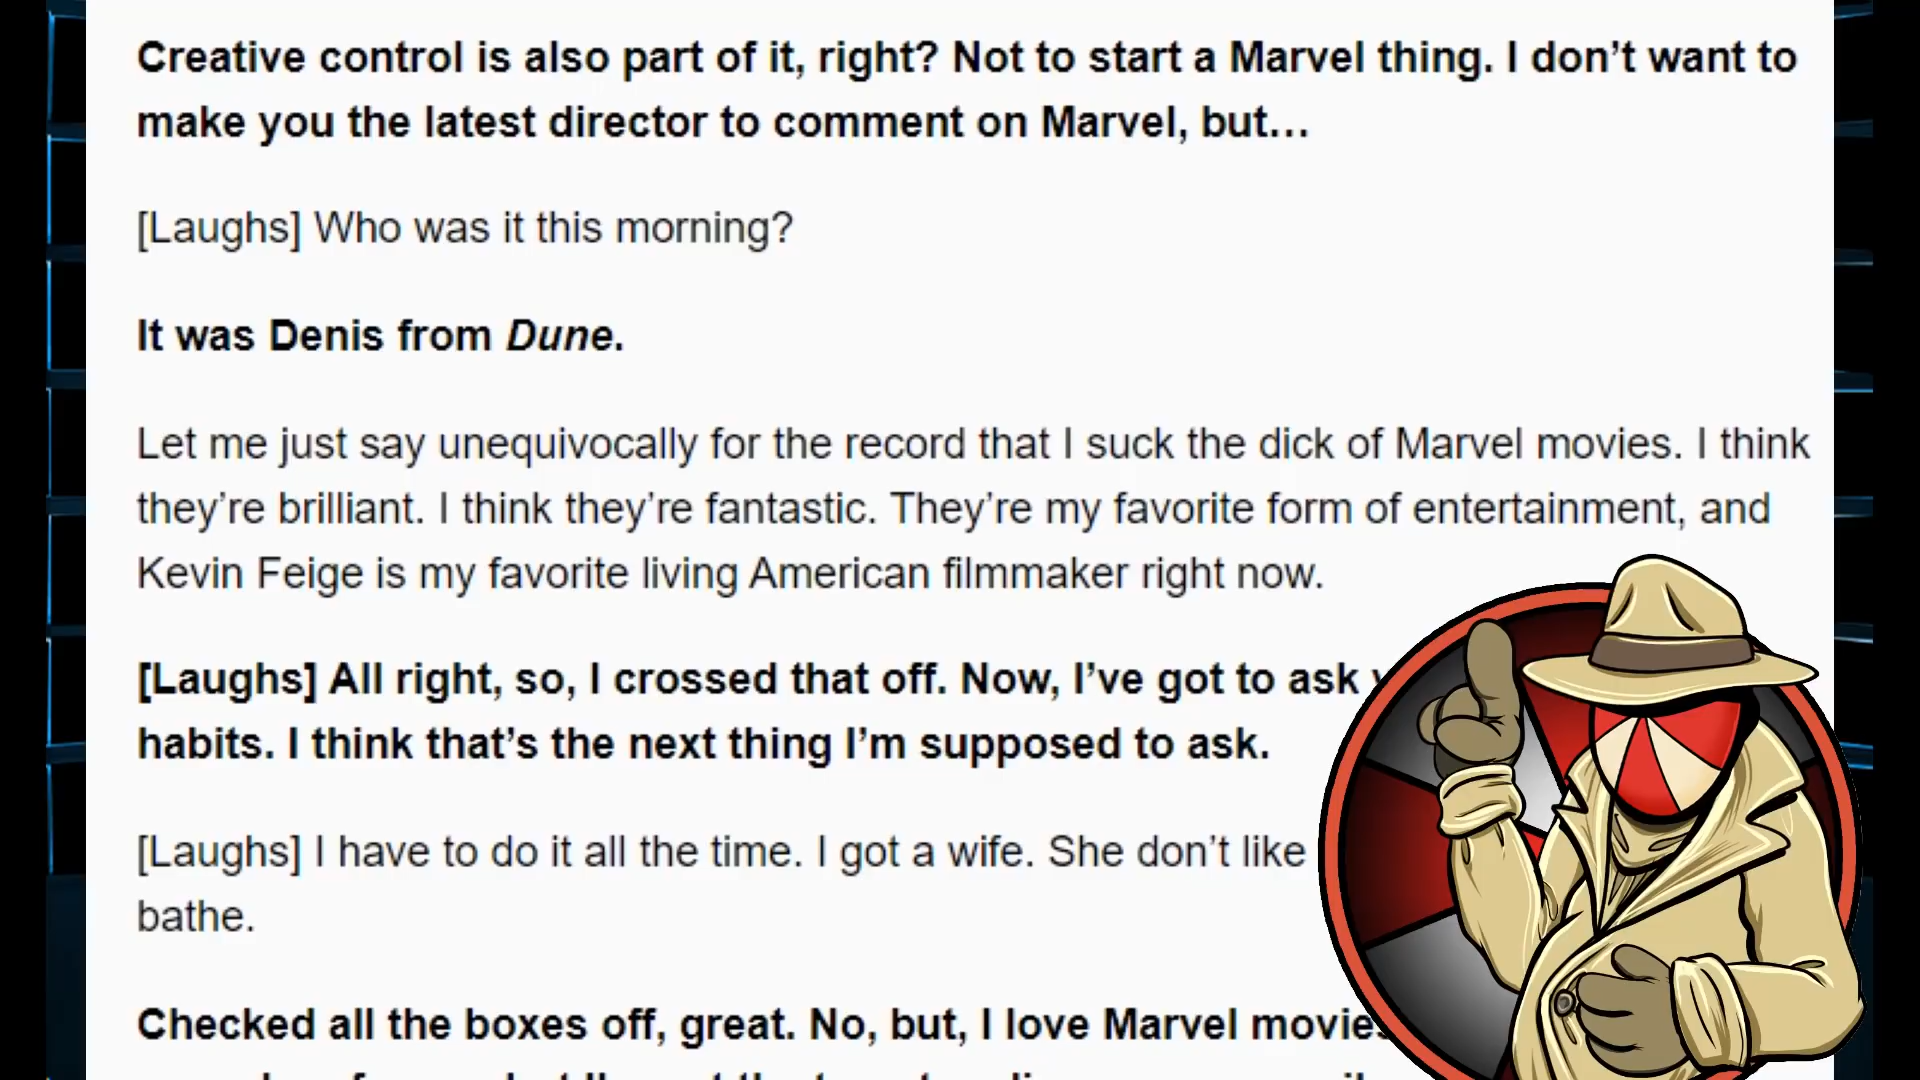 Creative control is also part of it, right? Not to start a Marvel thing. I don’t want to
make you the latest director to comment on Marvel, but…
[Laughs] Who was it this morning?
It was Denis from Dune.
Let me just say unequivocally for the record that I suck the dick of Marvel movies. I think
they’re brilliant. I think they’re fantastic. They’re my favorite form of entertainment, and
Kevin Feige is my favorite living American filmmaker right now.
[Laughs] All right, so, I crossed that off. Now, I’ve got to ask
habits. I think that’s the next thing I’m supposed to ask.
[Laughs] I have to do it all the time. I got a wife. She don’t like
bathe.
Checked all the boxes off, great. No, but, I love Marvel